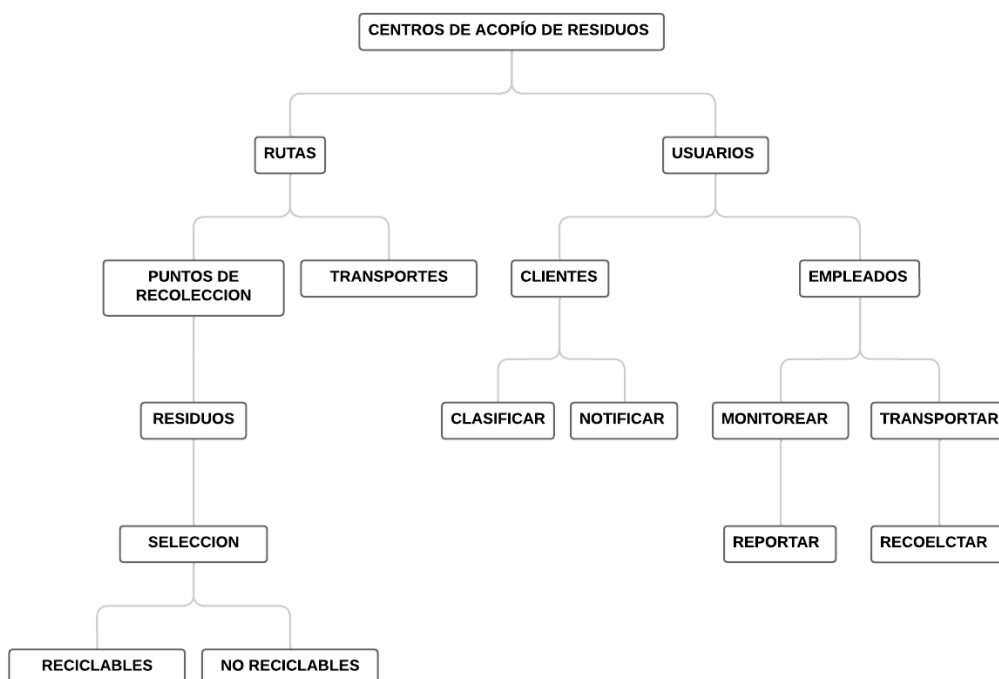 CENTROS DE ACOPÍO DE RESIDUOS
RUTAS
USUARIOS
PUNTOS DE
RECOLECCION
TRANSPORTES
CLIENTES
EMPLEADOS
RESIDUOS
CLASIFICAR
NOTIFICAR
MONITOREAR
TRANSPORTAR
SELECCION
REPORTAR
RECOELCTAR
RECICLABLES
NO RECICLABLES